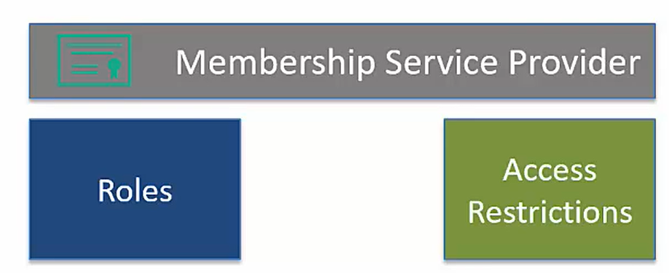 Membership Service Provider
Roles
Access
Restrictions